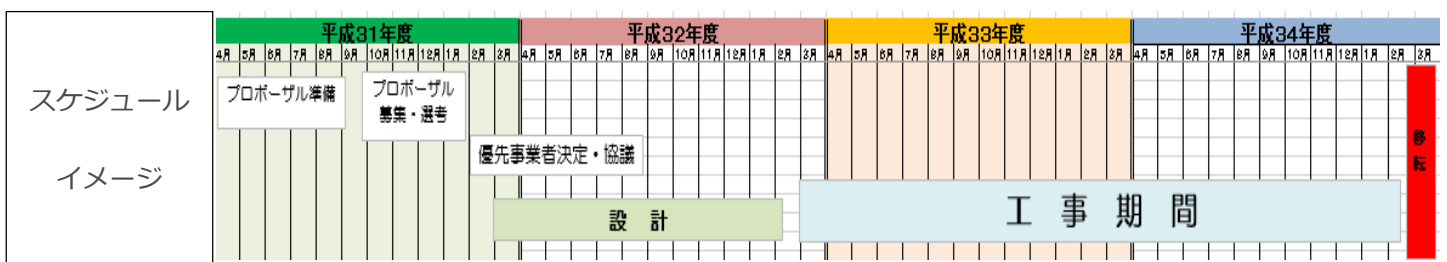 平成31年度 平成32年度 平成33年度 平成34年度
4月 5月 6月 7月 8月 9月 10月 11月 12月 1月 2月 3月 4月 5月 6月 7月 8月 9月 10月 11月 12月 1月 2月 3月 4月 5月 6月 7月 8月 9月 10月 11月 12月 1月 2月 3月 4月 5月 6月 7月 8月 9月 10月 11月 12月 1月 2月 3月
スケジュール
イメージ
プロポーザル準備
プロポーザル
募集・選考
優先事業者決定・協議
設 計
工 事 期 間
移
転